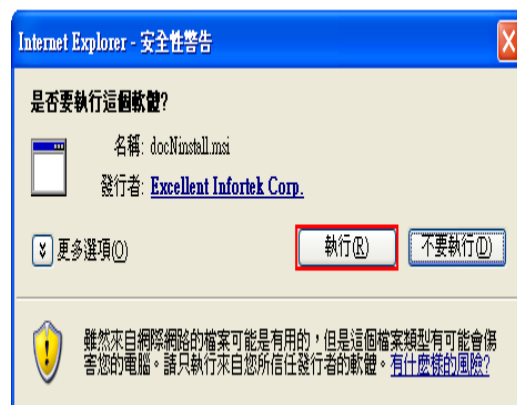 Internet Explorer - 安全性警告
是否要執行這個軟體?
名稱: docNinstall.msi
發行者: Excellent Infortek Corp.
更多選項(O)
執行(R)
不要執行(D)
雖然來自網際網路的檔案可能是有用的，但是這個檔案類型有可能會傷
害您的電腦。請只執行來自您所信任發行者的軟體。有什麼樣的風險?